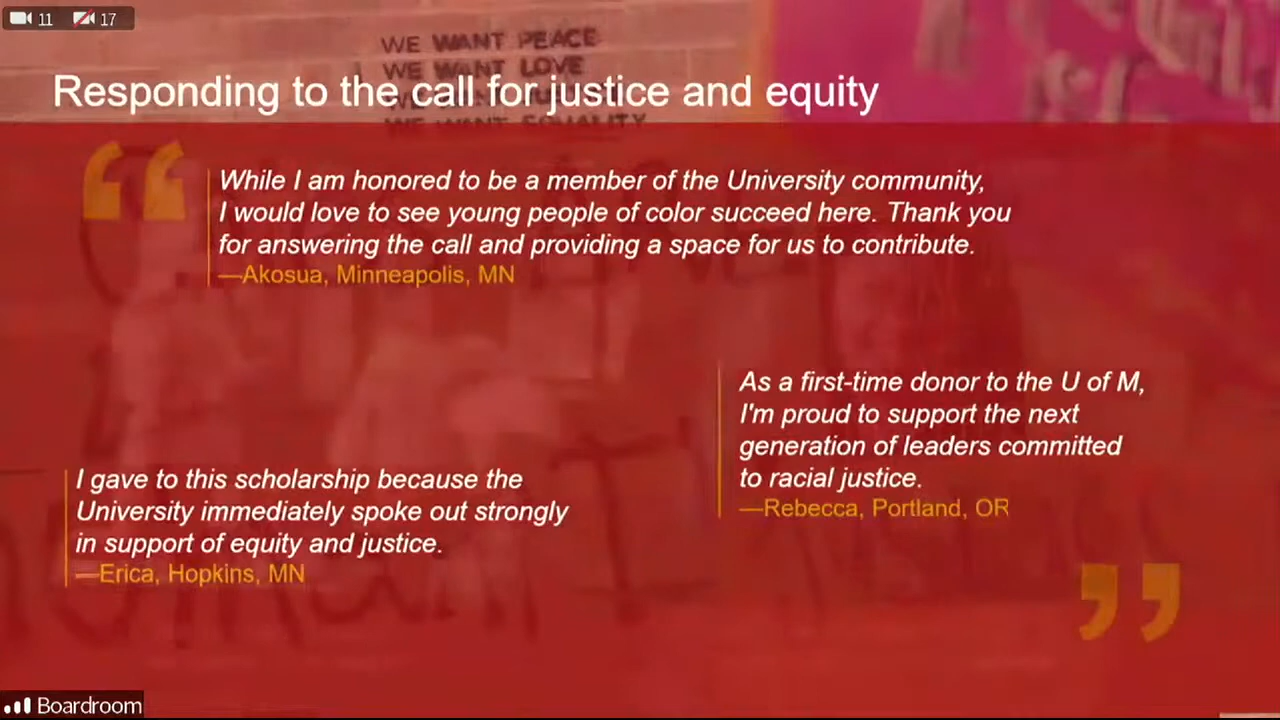 11 17
WE WANT PEACE
WE WANT LOVE
WE WANT EQUALITY
Responding to the call for justice and equity
While I am honored to be a member of the University community,
I would love to see young people of color succeed here. Thank you
for answering the call and providing a space for us to contribute.
—Akosua, Minneapolis, MN
As a first-time donor to the U of M,
I'm proud to support the next
generation of leaders committed
to racial justice.
—Rebecca, Portland, OR
I gave to this scholarship because the
University immediately spoke out strongly
in support of equity and justice.
—Erica, Hopkins, MN
Boardroom